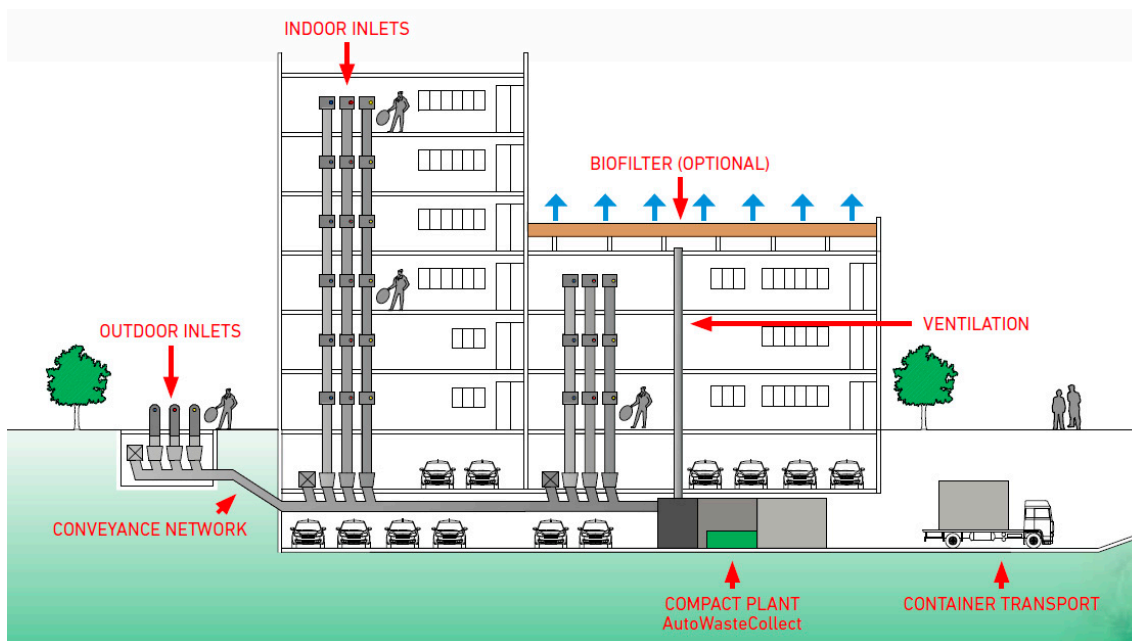 INDOOR INLETS
BIOFILTER (OPTIONAL)
OUTDOOR INLETS
VENTILATION
CONVEYANCE NETWORK
COMPACT PLANT
AutoWasteCollect
CONTAINER TRANSPORT